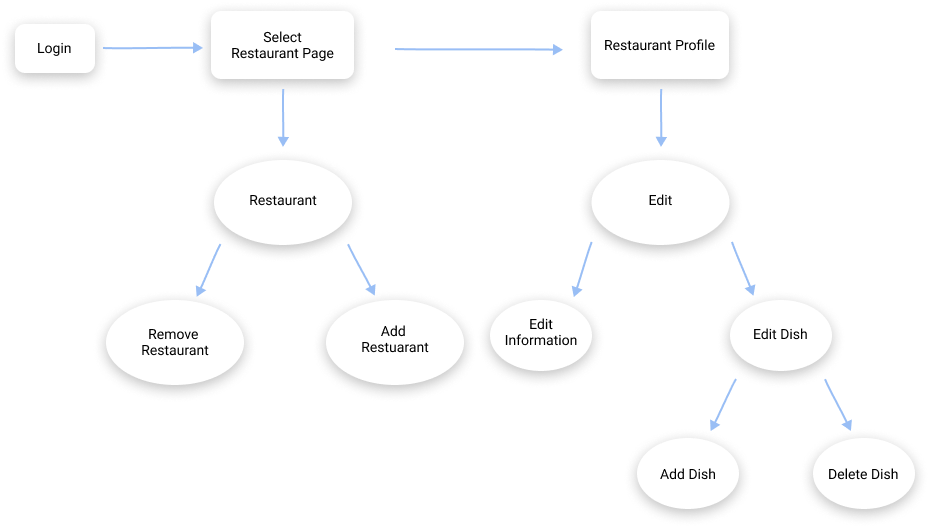 Login
Select
Restaurant Page
Restaurant Profile
Restaurant
Edit
Remove
Restaurant
Add
Restuarant
Edit
Information
Edit Dish
Add Dish
Delete Dish